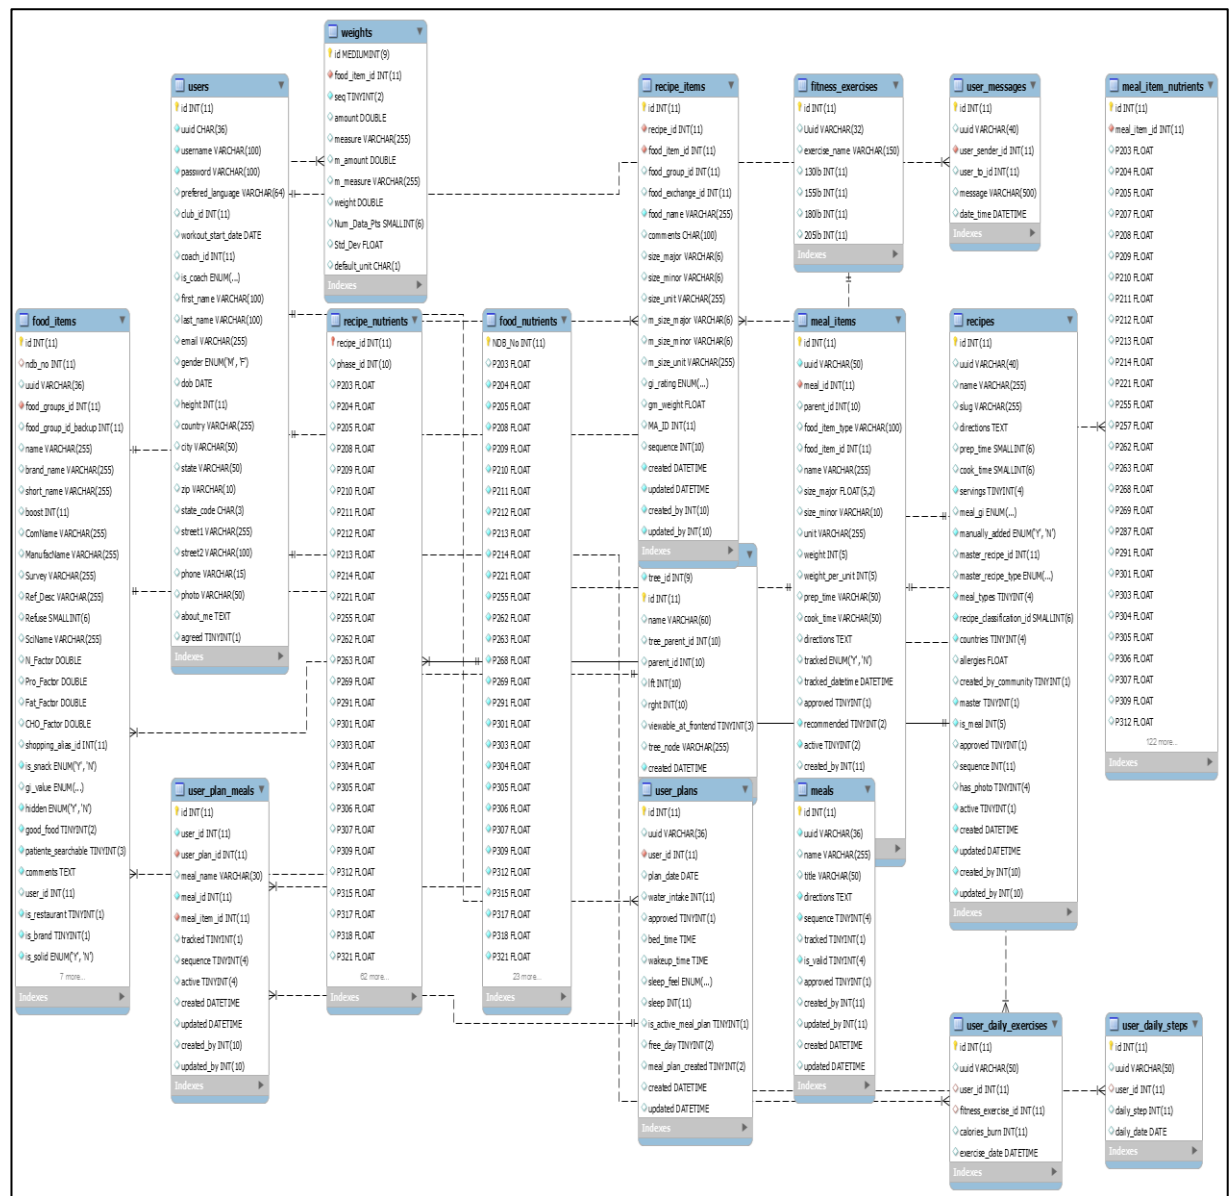 weights
id MEDIUMINT(9)
food_item_id INT(11)
seq TINYINT(2)
amount DOUBLE
measure VARCHAR(255)
m_amount DOUBLE
m_measure VARCHAR(255)
weight DOUBLE
Num_Data_Pts SMALLINT(6)
Std_Dev FLOAT
default_unit CHAR(1)
Indexes
users
id INT(11)
uuid CHAR(36)
username VARCHAR(100)
password VARCHAR(100)
prefered_language VARCHAR(64)
club_id INT(11)
workout_start_date DATE
coach_id INT(11)
is_coach ENUM(...)
first_name VARCHAR(100)
last_name VARCHAR(100)
email VARCHAR(255)
gender ENUM('M', 'F')
dob DATE
height INT(11)
country VARCHAR(255)
city VARCHAR(50)
state VARCHAR(50)
zip VARCHAR(10)
state_code CHAR(3)
street1 VARCHAR(255)
street2 VARCHAR(100)
phone VARCHAR(15)
photo VARCHAR(50)
about_me TEXT
agreed TINYINT(1)
Indexes
recipe_items
id INT(11)
recipe_id INT(11)
food_item_id INT(11)
food_group_id INT(11)
food_exchange_id INT(11)
food_name VARCHAR(255)
comments CHAR(100)
size_major VARCHAR(6)
size_minor VARCHAR(6)
size_unit VARCHAR(255)
m_size_major VARCHAR(6)
m_size_minor VARCHAR(6)
m_size_unit VARCHAR(255)
gi_rating ENUM(...)
gm_weight FLOAT
MA_ID INT(11)
sequence INT(10)
created DATETIME
updated DATETIME
created_by INT(10)
updated_by INT(10)
Indexes
fitness_exercises
id INT(11)
Uuid VARCHAR(32)
exercise_name VARCHAR(150)
130lb INT(11)
155lb INT(11)
180lb INT(11)
205lb INT(11)
Indexes
user_messages
id INT(11)
uuid VARCHAR(40)
user_sender_id INT(11)
user_to_id INT(11)
message VARCHAR(500)
date_time DATETIME
Indexes
meal_item_nutrients
id INT(11)
meal_item_id INT(11)
P203 FLOAT
P204 FLOAT
P205 FLOAT
P207 FLOAT
P208 FLOAT
P209 FLOAT
P210 FLOAT
P211 FLOAT
P212 FLOAT
P213 FLOAT
P214 FLOAT
P221 FLOAT
P255 FLOAT
P257 FLOAT
P262 FLOAT
P263 FLOAT
P268 FLOAT
P269 FLOAT
P287 FLOAT
P291 FLOAT
P301 FLOAT
P303 FLOAT
P304 FLOAT
P305 FLOAT
P306 FLOAT
P307 FLOAT
P309 FLOAT
P312 FLOAT
122 more...
Indexes
food_items
id INT(11)
ndb_no INT(11)
uuid VARCHAR(36)
food_groups_id INT(11)
food_group_id_backup INT(11)
name VARCHAR(255)
brand_name VARCHAR(255)
short_name VARCHAR(255)
boost INT(11)
ComName VARCHAR(255)
ManufacName VARCHAR(255)
Survey VARCHAR(255)
Ref_Desc VARCHAR(255)
Refuse SMALLINT(6)
SciName VARCHAR(255)
N_Factor DOUBLE
Pro_Factor DOUBLE
Fat_Factor DOUBLE
CHO_Factor DOUBLE
shopping_alias_id INT(11)
is_snack ENUM('Y', 'N')
gi_value ENUM(...)
hidden ENUM('Y', 'N')
good_food TINYINT(2)
patiente_searchable TINYINT(3)
comments TEXT
user_id INT(11)
is_restaurant TINYINT(1)
is_brand TINYINT(1)
is_solid ENUM('Y', 'N')
7 more...
Indexes
recipe_nutrients
recipe_id INT(11)
phase_id INT(10)
P203 FLOAT
P204 FLOAT
P205 FLOAT
P208 FLOAT
P209 FLOAT
P210 FLOAT
P211 FLOAT
P212 FLOAT
P213 FLOAT
P214 FLOAT
P221 FLOAT
P255 FLOAT
P262 FLOAT
P263 FLOAT
P268 FLOAT
P269 FLOAT
P291 FLOAT
P301 FLOAT
P303 FLOAT
P304 FLOAT
P305 FLOAT
P306 FLOAT
P307 FLOAT
P309 FLOAT
P312 FLOAT
P315 FLOAT
P317 FLOAT
P318 FLOAT
P321 FLOAT
62 more...
Indexes
food_nutrients
NDB_No INT(11)
P203 FLOAT
P204 FLOAT
P205 FLOAT
P208 FLOAT
P209 FLOAT
P210 FLOAT
P211 FLOAT
P212 FLOAT
P213 FLOAT
P214 FLOAT
P221 FLOAT
P255 FLOAT
P262 FLOAT
P263 FLOAT
P268 FLOAT
P269 FLOAT
P291 FLOAT
P301 FLOAT
P303 FLOAT
P304 FLOAT
P305 FLOAT
P306 FLOAT
P307 FLOAT
P309 FLOAT
P312 FLOAT
P315 FLOAT
P317 FLOAT
P318 FLOAT
P321 FLOAT
23 more...
Indexes
meal_items
id INT(11)
uuid VARCHAR(50)
meal_id INT(11)
parent_id INT(10)
food_item_type VARCHAR(100)
food_item_id INT(11)
name VARCHAR(255)
size_major FLOAT(5,2)
size_minor VARCHAR(10)
unit VARCHAR(255)
weight INT(5)
weight_per_unit INT(5)
prep_time VARCHAR(50)
cook_time VARCHAR(50)
directions TEXT
tracked ENUM('Y', 'N')
tracked_datetime DATETIME
approved TINYINT(1)
recommended TINYINT(2)
active TINYINT(2)
created_by INT(11)
recipes
id INT(11)
uuid VARCHAR(40)
name VARCHAR(255)
slug VARCHAR(255)
directions TEXT
prep_time SMALLINT(6)
cook_time SMALLINT(6)
servings TINYINT(4)
meal_gi ENUM(...)
manually_added ENUM('Y', 'N')
master_recipe_id INT(11)
master_recipe_type ENUM(...)
meal_types TINYINT(4)
recipe_classification_id SMALLINT(6)
countries TINYINT(4)
allergies FLOAT
created_by_community TINYINT(1)
master TINYINT(1)
is_meal INT(5)
approved TINYINT(1)
sequence INT(11)
has_photo TINYINT(4)
active TINYINT(1)
created DATETIME
updated DATETIME
created_by INT(10)
updated_by INT(10)
Indexes
tree_id INT(9)
id INT(11)
name VARCHAR(60)
tree_parent_id INT(10)
parent_id INT(10)
lft INT(10)
rght INT(10)
viewable_at_frontend TINYINT(3)
tree_node VARCHAR(255)
created DATETIME
user_plan_meals
id INT(11)
user_id INT(11)
user_plan_id INT(11)
meal_name VARCHAR(30)
meal_id INT(11)
meal_item_id INT(11)
tracked TINYINT(1)
sequence TINYINT(4)
active TINYINT(4)
created DATETIME
updated DATETIME
created_by INT(10)
updated_by INT(10)
Indexes
user_plans
id INT(11)
uuid VARCHAR(36)
user_id INT(11)
plan_date DATE
water_intake INT(11)
approved TINYINT(1)
bed_time TIME
wakeup_time TIME
sleep_feel ENUM(...)
sleep INT(11)
is_active_meal_plan TINYINT(1)
free_day TINYINT(2)
meal_plan_created TINYINT(2)
created DATETIME
updated DATETIME
Indexes
meals
id INT(11)
uuid VARCHAR(36)
name VARCHAR(255)
title VARCHAR(50)
directions TEXT
sequence TINYINT(4)
tracked TINYINT(1)
is_valid TINYINT(4)
approved TINYINT(1)
created_by INT(11)
updated_by INT(11)
created DATETIME
updated DATETIME
Indexes
user_daily_exercises
id INT(11)
uuid VARCHAR(50)
user_id INT(11)
fitness_exercise_id INT(11)
calories_burn INT(11)
exercise_date DATETIME
Indexes
user_daily_steps
id INT(11)
uuid VARCHAR(50)
user_id INT(11)
daily_step INT(11)
daily_date DATE
Indexes